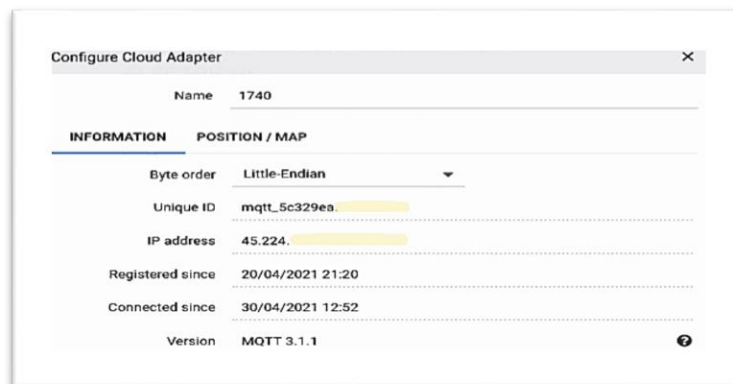 Configure Cloud Adapter ×
Name 1740
INFORMATION POSITION / MAP
Byte order Little-Endian
Unique ID mqtt_5c329ea.
IP address 45.224.
Registered since 20/04/2021 21:20
Connected since 30/04/2021 12:52
Version MQTT 3.1.1 ?